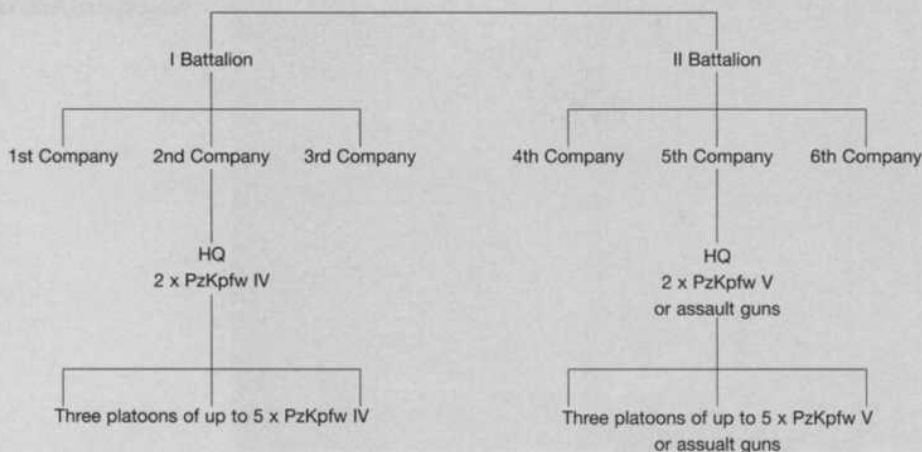 I Battalion
II Battalion
1st Company
2nd Company
3rd Company
4th Company
5th Company
6th Company
HQ
2 x PzKpfw IV
HQ
2 x PzKpfw V
or assault guns
Three platoons of up to 5 x PzKpfw IV
Three platoons of up to 5 x PzKpfw V
or assualt guns